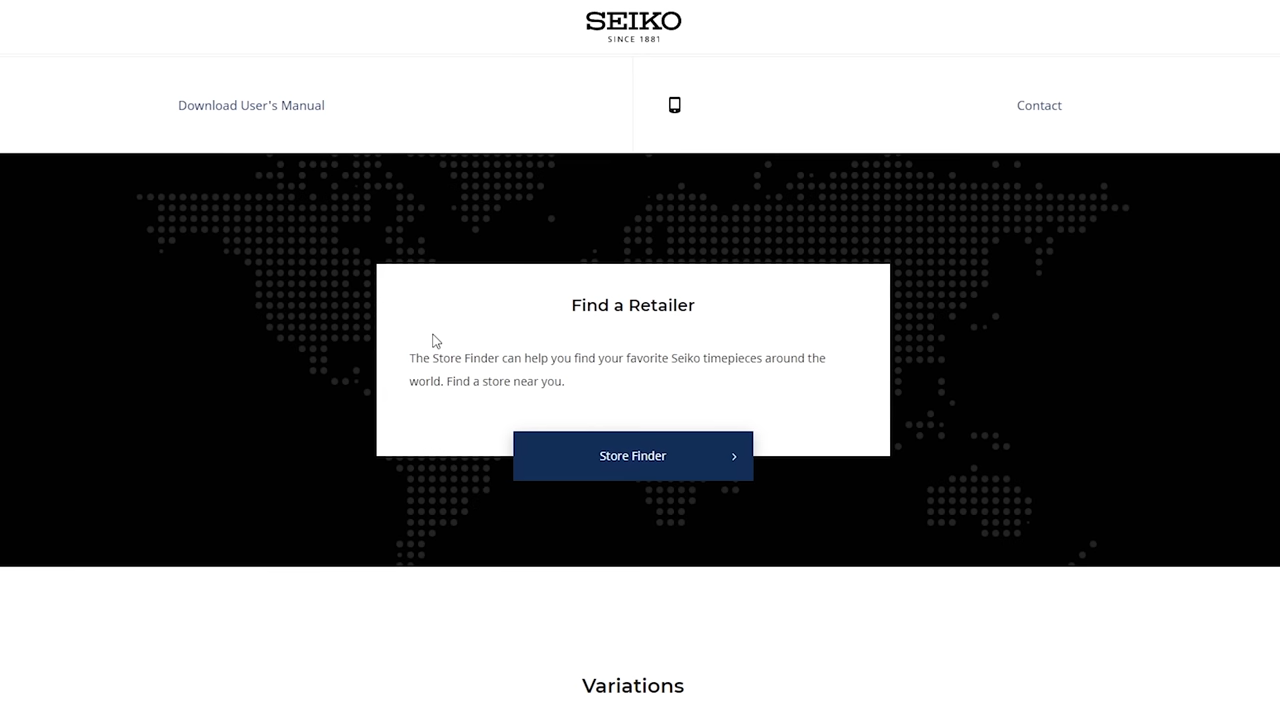 SEIKO
SINCE 1881
Download User's Manual
Contact
Find a Retailer
The Store Finder can help you find your favorite Seiko timepieces around the
world. Find a store near you.
Store Finder
Variations